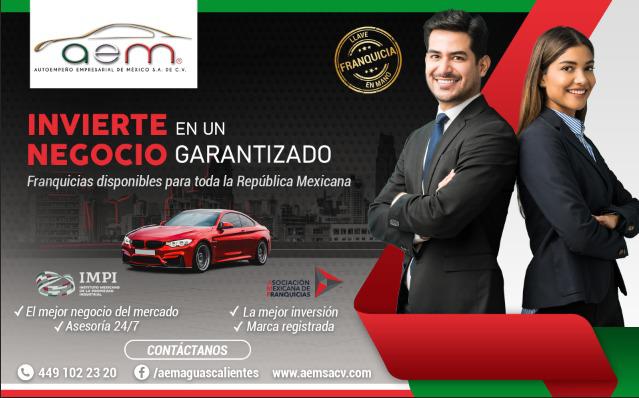 aem®
AUTOEMPEÑO EMPRESARIAL DE MÉXICO S.A. DE C.V.
LLAVE
FRANQUICIA
EN MANO
INVIERTE EN UN
NEGOCIO GARANTIZADO
Franquicias disponibles para toda la República Mexicana
IMPI
INSTITUTO MEXICANO
DE LA PROPIEDAD
INDUSTRIAL
ASOCIACIÓN
MEXICANA DE
FRANQUICIAS
✓ El mejor negocio del mercado
✓ La mejor inversión
✓ Asesoría 24/7
✓ Marca registrada
CONTÁCTANOS
449 102 23 20 /aemaguascalientes www.aemsacv.com